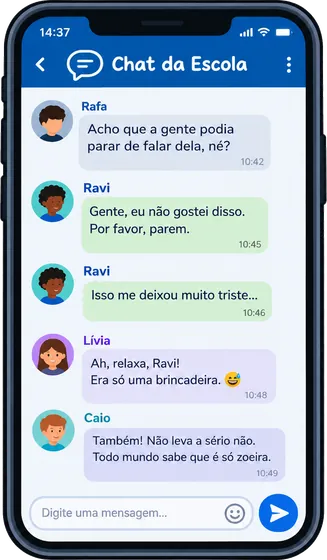 14:37
Chat da Escola
Rafa
Acho que a gente podia
parar de falar dela, né?
10:42
Ravi
Gente, eu não gostei disso.
Por favor, parem.
10:45
Ravi
Isso me deixou muito triste...
10:46
Lívia
Ah, relaxa, Ravi!
Era só uma brincadeira. 😅
10:48
Caio
Também! Não leva a sério não.
Todo mundo sabe que é só zoeira.
10:49
Digite uma mensagem...